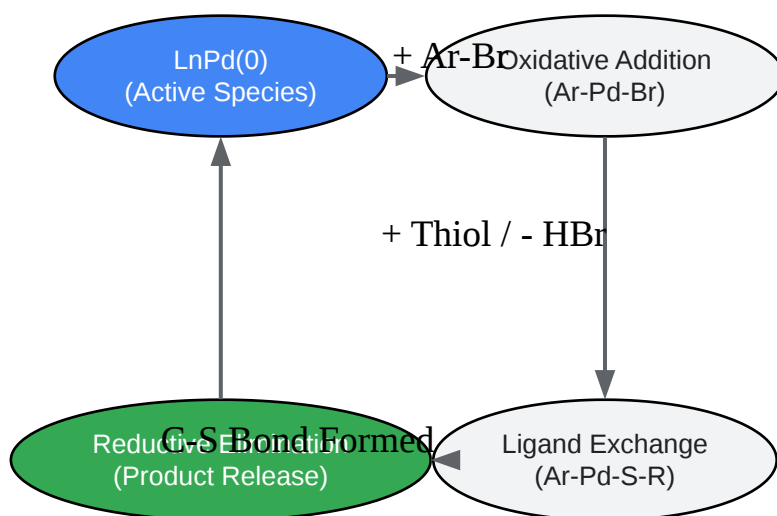 LnPd(0)
(Active Species)
+ Ar-Br
Oxidative Addition
(Ar-Pd-Br)
+ Thiol / - HBr
Reductive Elimination
(Product Release)
C-S Bond Formed
Ligand Exchange
(Ar-Pd-S-R)